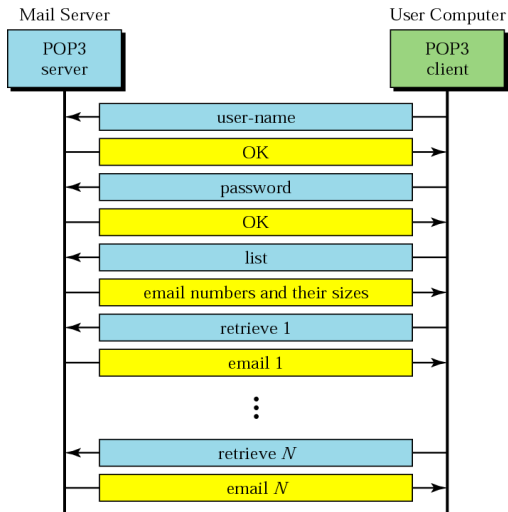 Mail Server
User Computer
POP3
server
POP3
client
user-name
OK
password
OK
list
email numbers and their sizes
retrieve 1
email 1
retrieve N
email N